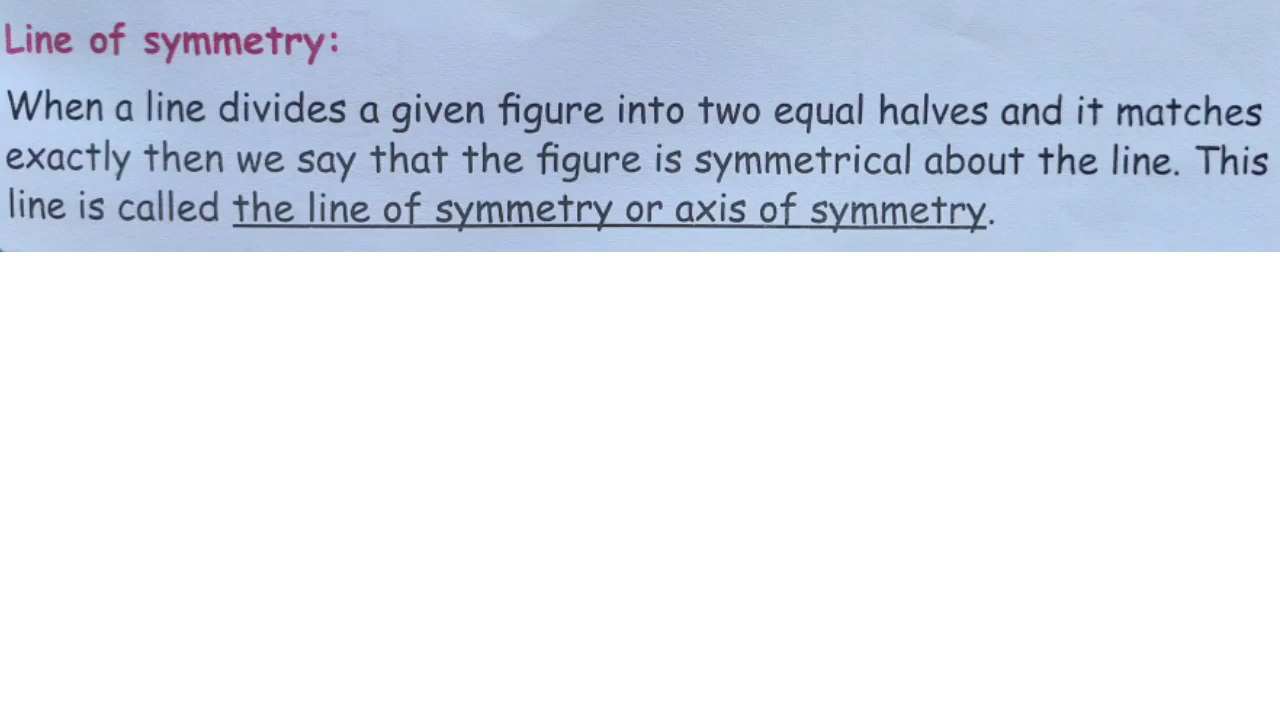 Line of symmetry:
When a line divides a given figure into two equal halves and it matches
exactly then we say that the figure is symmetrical about the line. This
line is called the line of symmetry or axis of symmetry.